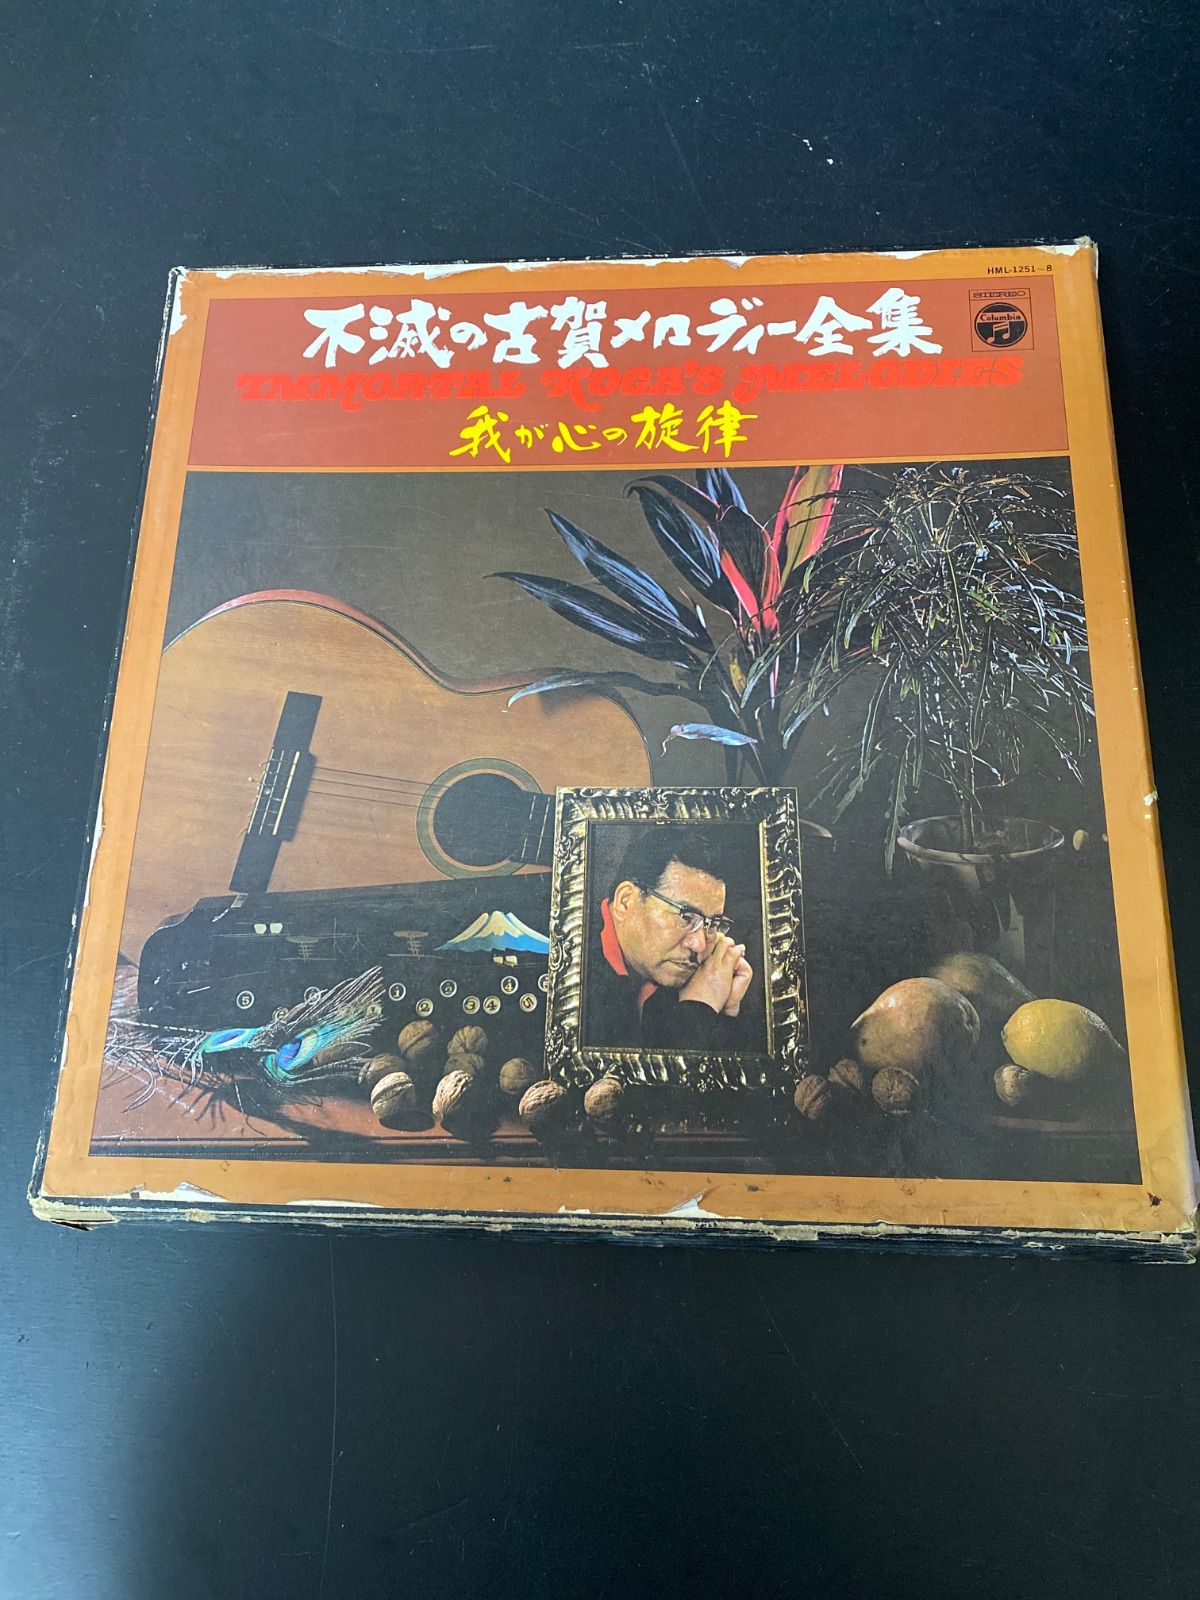 HML-1251~8
STEREO
Columbia
不滅の古賀メロディー全集
IMMORTAL KOGA'S MELODIES
我が心の旋律